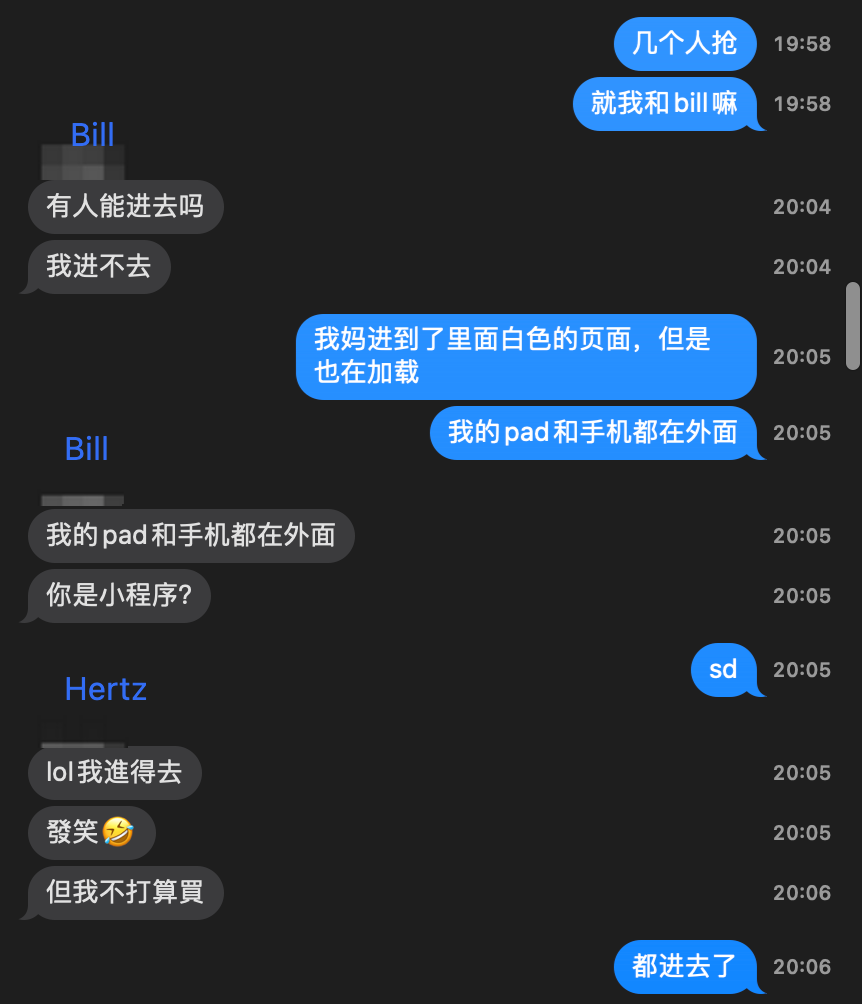 几个人抢 19:58
就我和bill嘛 19:58
Bill
有人能进去吗 20:04
我进不去 20:04
我妈进到了里面白色的页面，但是
也在加载 20:05
我的pad和手机都在外面 20:05
Bill
我的pad和手机都在外面 20:05
你是小程序? 20:05
sd 20:05
Hertz
lol我進得去 20:05
發笑🤣 20:05
但我不打算買 20:06
都进去了 20:06